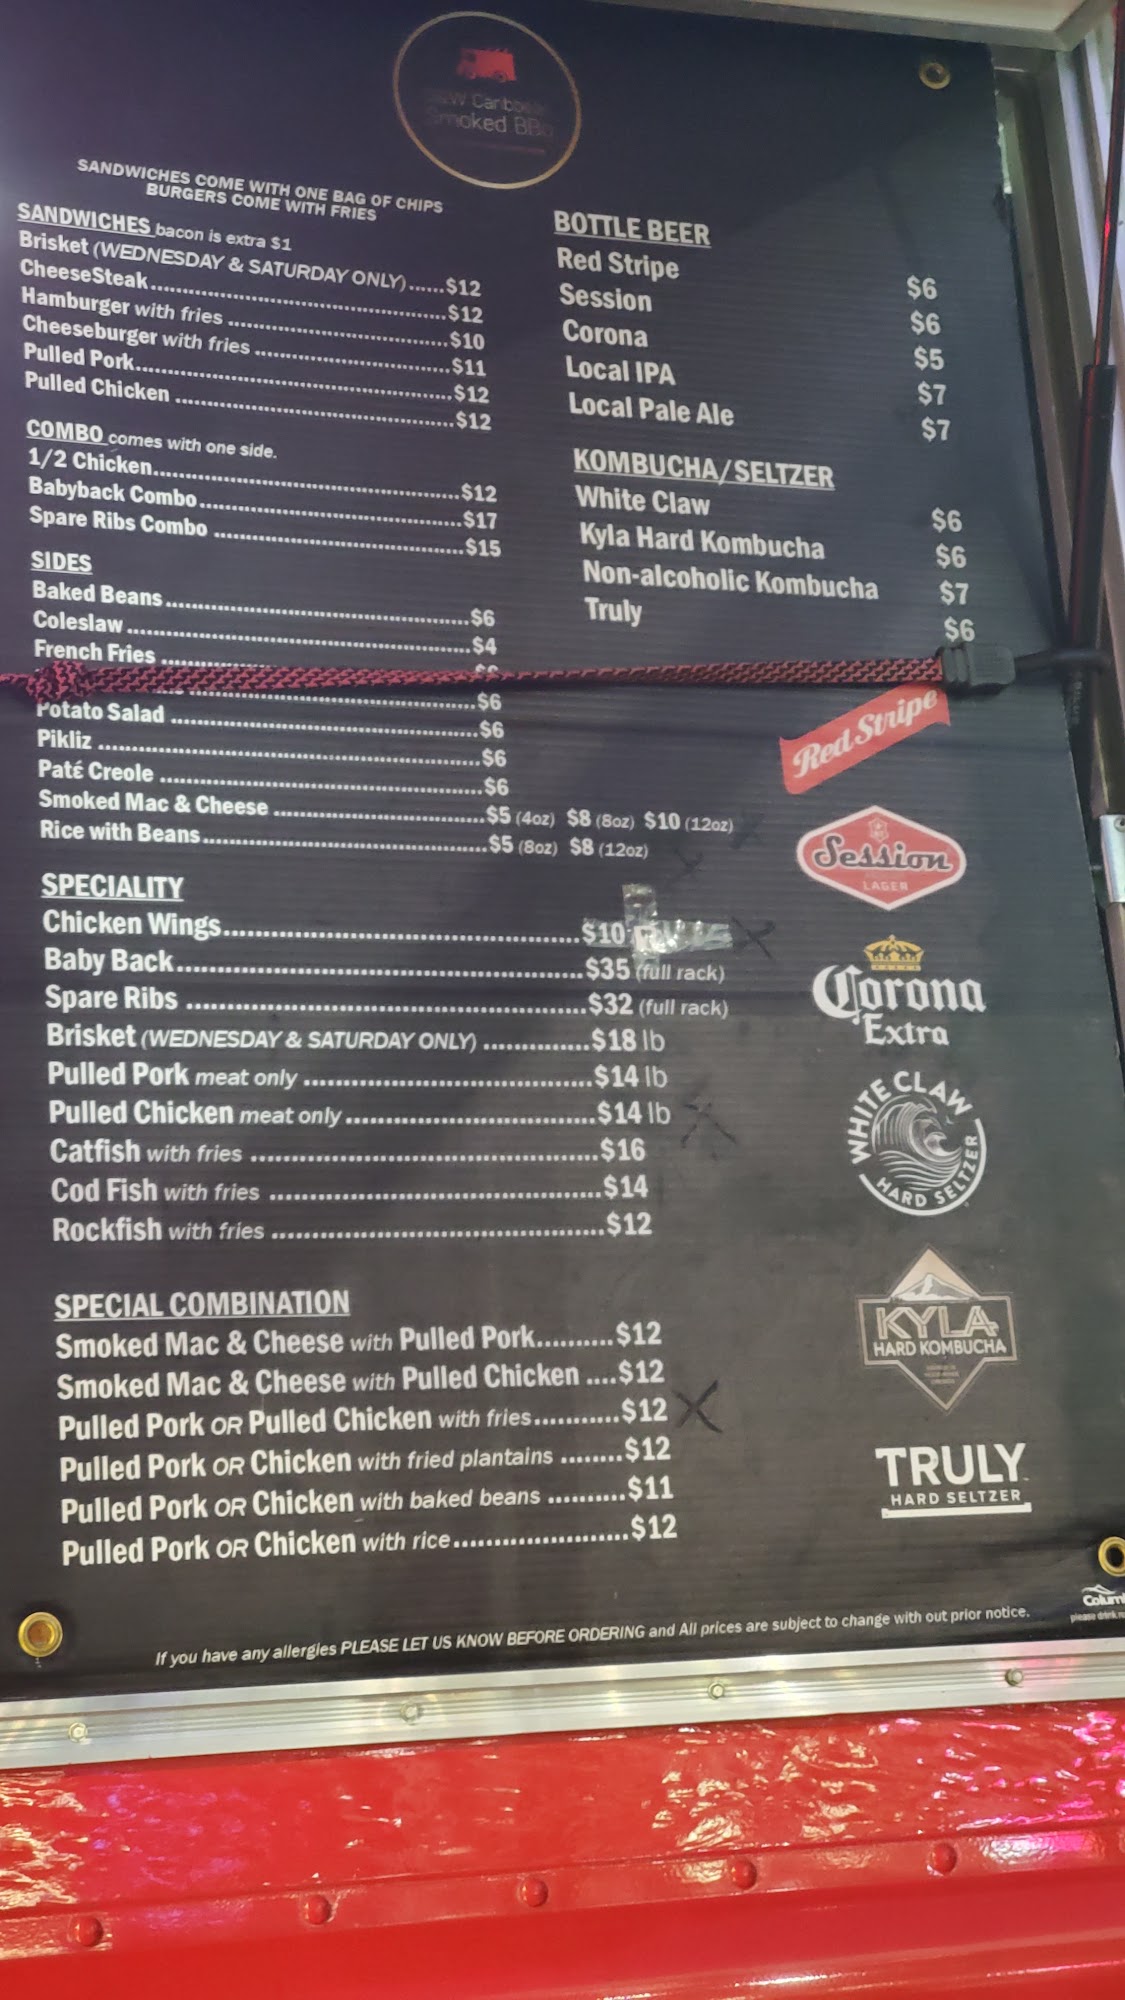 Smoked BBQ
SANDWICHES COME WITH ONE BAG OF CHIPS
BURGERS COME WITH FRIES
SANDWICHES bacon is extra $1
Brisket (WEDNESDAY & SATURDAY ONLY)......$12
CheeseSteak.....$12
Hamburger with fries .....$10
Cheeseburger with fries .....$11
Pulled Pork.....$12
Pulled Chicken .....$12
COMBO comes with one side.
1/2 Chicken.....$12
Babyback Combo.....$17
Spare Ribs Combo .....$15
SIDES
Baked Beans.....$6
Coleslaw .....$4
French Fries .....
.....$6
Potato Salad .....$6
Pikliz .....$6
Paté Creole .....$6
Smoked Mac & Cheese .....$5 (4oz) $8 (8oz) $10 (12oz)
Rice with Beans.....$5 (8oz) $8 (12oz)
SPECIALITY
Chicken Wings.....$10
Baby Back.....$35 (full rack)
Spare Ribs .....$32 (full rack)
Brisket (WEDNESDAY & SATURDAY ONLY) .....$18 lb
Pulled Pork meat only .....$14 lb
Pulled Chicken meat only.....$14 lb
Catfish with fries .....$16
Cod Fish with fries .....$14
Rockfish with fries .....$12
SPECIAL COMBINATION
Smoked Mac & Cheese with Pulled Pork..........$12
Smoked Mac & Cheese with Pulled Chicken ....$12
Pulled Pork OR Pulled Chicken with fries...........$12 X
Pulled Pork OR Chicken with fried plantains ........$12
Pulled Pork OR Chicken with baked beans ..........$11
Pulled Pork OR Chicken with rice.....$12
BOTTLE BEER
Red Stripe $6
Session $6
Corona $5
Local IPA $7
Local Pale Ale $7
KOMBUCHA/SELTZER
White Claw $6
Kyla Hard Kombucha $6
Non-alcoholic Kombucha $7
Truly $6
Red Stripe
Session
LAGER
Corona
Extra
WHITE CLAW
HARD SELTZER
KYLA
HARD KOMBUCHA
TRULY
HARD SELTZER
If you have any allergies PLEASE LET US KNOW BEFORE ORDERING and All prices are subject to change with out prior notice.
please drink